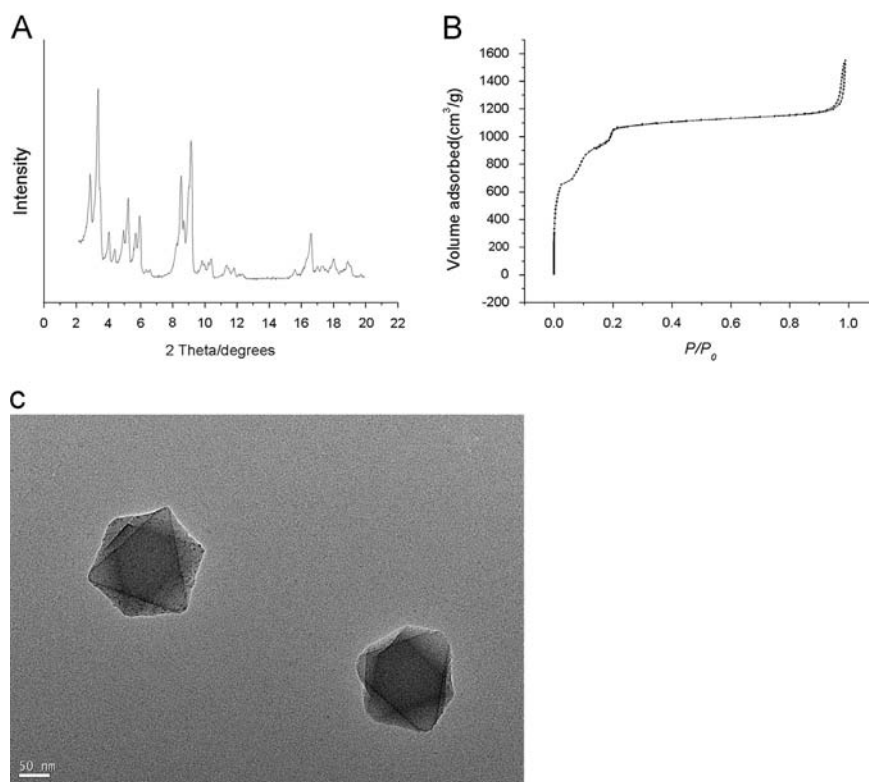 A
Intensity
0 2 4 6 8 10 12 14 16 18 20 22
2 Theta/degrees
B
Volume adsorbed(cm³/g)
1600
1400
1200
1000
800
600
400
200
0
-200
0.0 0.2 0.4 0.6 0.8 1.0
P/P₀
C
50 nm